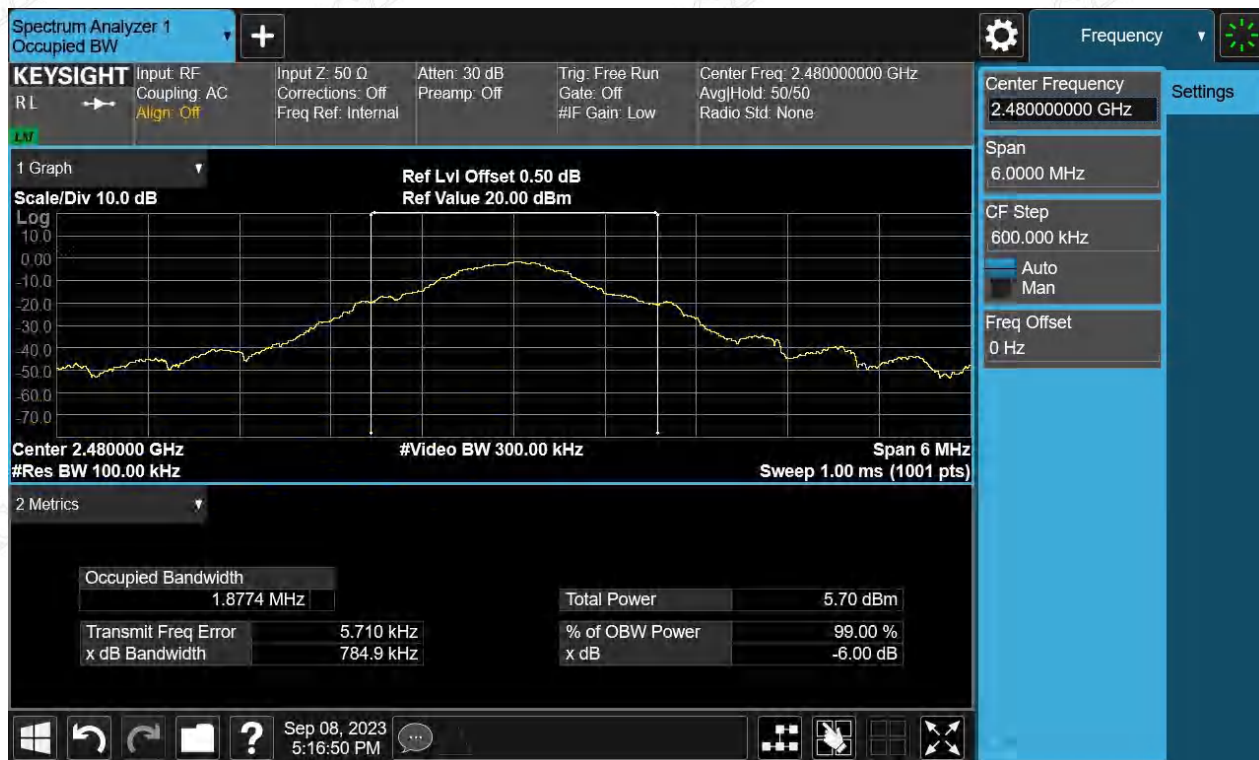 Spectrum Analyzer 1
Occupied BW
Frequency
KEYSIGHT
R L
LXI
Input: RF
Coupling: AC
Align: Off
Input Z: 50 Ω
Corrections: Off
Freq Ref: Internal
Atten: 30 dB
Preamp: Off
Trig: Free Run
Gate: Off
#IF Gain: Low
Center Freq: 2.480000000 GHz
Avg|Hold: 50/50
Radio Std: None
Center Frequency
2.480000000 GHz
Settings
Span
6.0000 MHz
CF Step
600.000 kHz
Auto
Man
Freq Offset
0 Hz
1 Graph
Scale/Div 10.0 dB
Ref Lvl Offset 0.50 dB
Ref Value 20.00 dBm
Log
10.0
0.00
-10.0
-20.0
-30.0
-40.0
-50.0
-60.0
-70.0
Center 2.480000 GHz
#Res BW 100.00 kHz
#Video BW 300.00 kHz
Span 6 MHz
Sweep 1.00 ms (1001 pts)
2 Metrics
Occupied Bandwidth
1.8774 MHz
Transmit Freq Error 5.710 kHz
x dB Bandwidth 784.9 kHz
Total Power 5.70 dBm
% of OBW Power 99.00 %
x dB -6.00 dB
Sep 08, 2023
5:16:50 PM